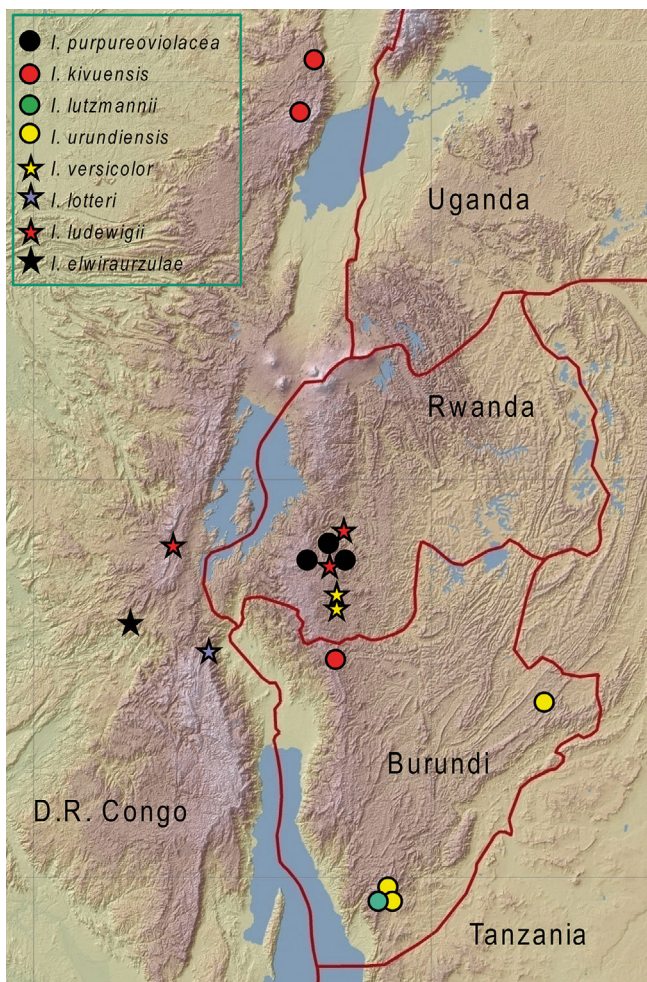 I. purpureoviolacea
I. kivuensis
I. lutzmannii
I. urundiensis
I. versicolor
I. lotteri
I. ludewigii
I. elwiraurzulae
Uganda
Rwanda
Burundi
D.R. Congo
Tanzania